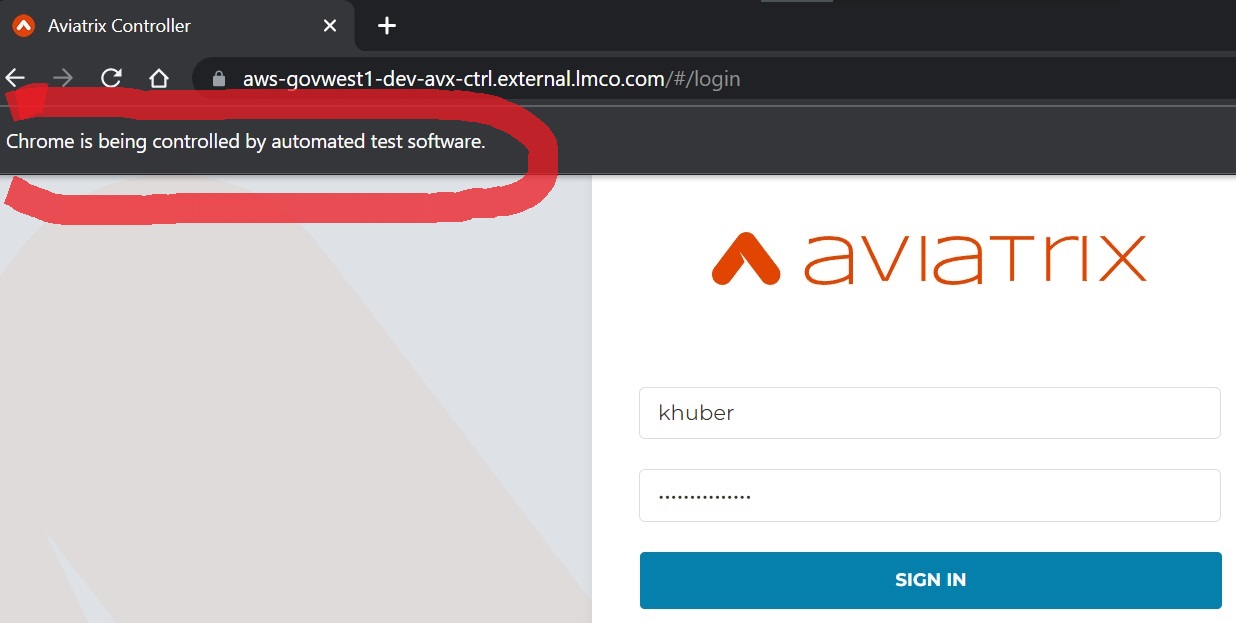 Aviatrix Controller
aws-govwest1-dev-avx-ctrl.external.lmco.com/#/login
Chrome is being controlled by automated test software.
aviatrix
khuber
SIGN IN